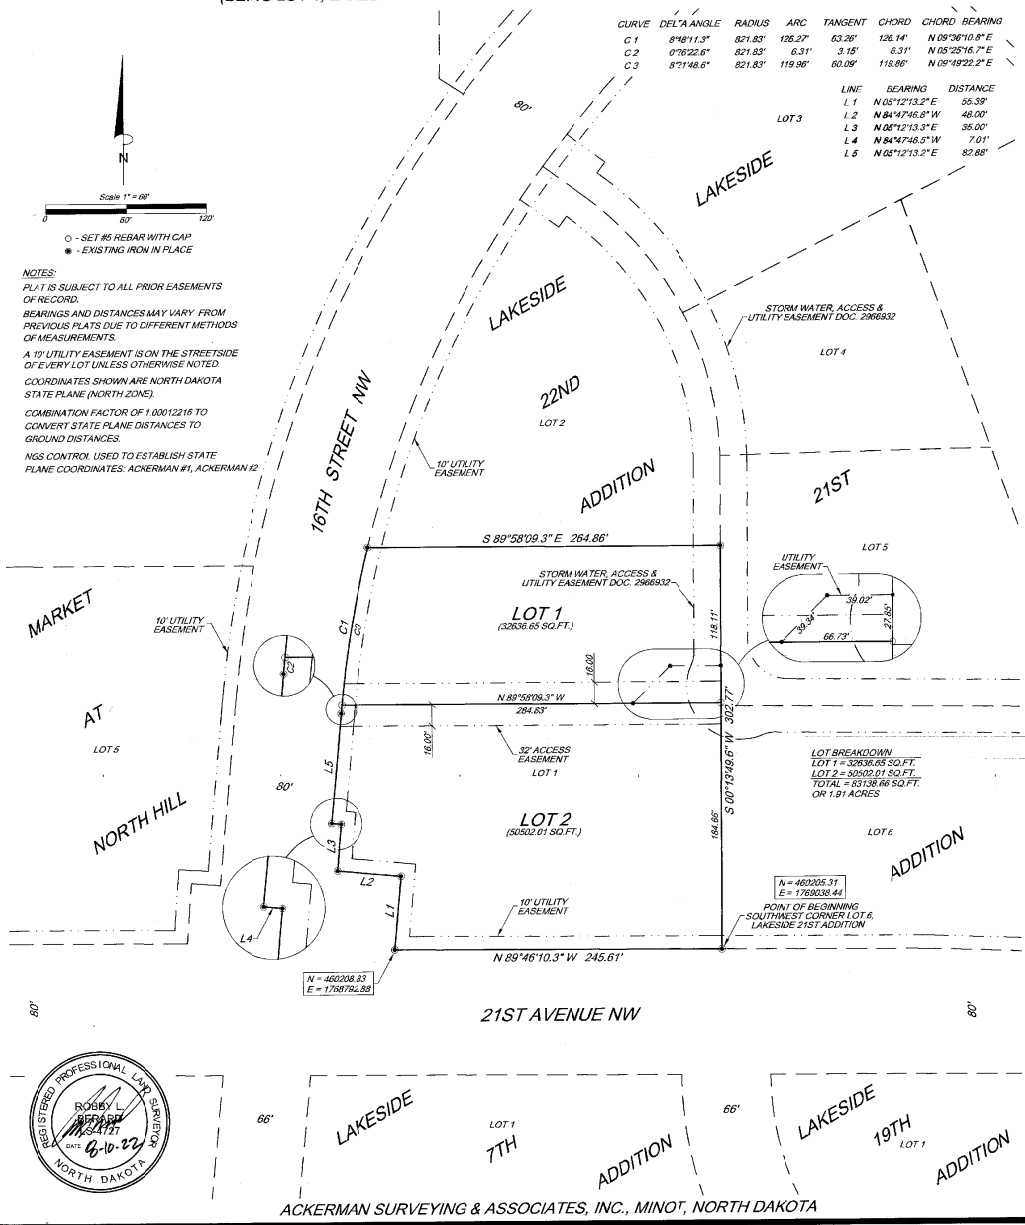 CURVE DELTA ANGLE RADIUS ARC TANGENT CHORD CHORD BEARING
C 1 8°48'11.3" 821.83' 126.27' 63.26' 126.14' N 09°36'10.8" E
C 2 0°26'22.6" 821.83' 6.31' 3.15' 6.31' N 05°25'16.7" E
C 3 8°21'48.6" 821.83' 119.96' 60.09' 119.86' N 09°49'22.2" E
LINE BEARING DISTANCE
L 1 N 05°12'13.2" E 55.39'
L 2 N 84°47'46.8" W 48.00'
L 3 N 05°12'13.3" E 35.00'
L 4 N 84°47'46.5" W 7.01'
L 5 N 05°12'13.2" E 82.88'
80'
LOT 3
LAKESIDE
N
Scale 1" = 60'
0 60' 120'
- SET #5 REBAR WITH CAP
- EXISTING IRON IN PLACE
NOTES:
PLAT IS SUBJECT TO ALL PRIOR EASEMENTS
OF RECORD.
BEARINGS AND DISTANCES MAY VARY FROM
PREVIOUS PLATS DUE TO DIFFERENT METHODS
OF MEASUREMENTS.
A 10' UTILITY EASEMENT IS ON THE STREETSIDE
OF EVERY LOT UNLESS OTHERWISE NOTED.
COORDINATES SHOWN ARE NORTH DAKOTA
STATE PLANE (NORTH ZONE).
COMBINATION FACTOR OF 1.00012216 TO
CONVERT STATE PLANE DISTANCES TO
GROUND DISTANCES.
NGS CONTROL USED TO ESTABLISH STATE
PLANE COORDINATES: ACKERMAN #1, ACKERMAN #2
LAKESIDE
22ND
LOT 2
ADDITION
STORM WATER, ACCESS &
UTILITY EASEMENT DOC. 2966932
LOT 4
16TH STREET NW
10' UTILITY
EASEMENT
21ST
S 89°58'09.3" E 264.86'
LOT 5
UTILITY
EASEMENT
39.02'
39.34'
27.85'
66.73'
STORM WATER, ACCESS &
UTILITY EASEMENT DOC. 2966932
LOT 1
(32636.65 SQ.FT.)
118.11'
C1
C3
C2
MARKET
10' UTILITY
EASEMENT
16.00
N 89°58'09.3" W
284.83'
S 00°13'49.6" W 302.77'
AT
LOT 5
16.00'
32' ACCESS
EASEMENT
LOT 1
L5
80'
LOT BREAKDOWN
LOT 1 = 32636.65 SQ.FT.
LOT 2 = 50502.01 SQ.FT.
TOTAL = 83138.66 SQ.FT.
OR 1.91 ACRES
NORTH HILL
LOT 2
(50502.01 SQ.FT.)
184.66'
LOT 6
ADDITION
L3
L2
L1
L4
N = 460205.31
E = 1769038.44
POINT OF BEGINNING
SOUTHWEST CORNER LOT 6,
LAKESIDE 21ST ADDITION
10' UTILITY
EASEMENT
N 89°46'10.3" W 245.61'
N = 460208.83
E = 1768792.88
80'
21ST AVENUE NW
80'
REGISTERED PROFESSIONAL LAND SURVEYOR
ROBBY L.
BERARD
LS-4727
DATE 8-10-22
NORTH DAKOTA
66'
LAKESIDE
LOT 1
7TH
ADDITION
66'
LAKESIDE
19TH
LOT 1
ADDITION
ACKERMAN SURVEYING & ASSOCIATES, INC., MINOT, NORTH DAKOTA